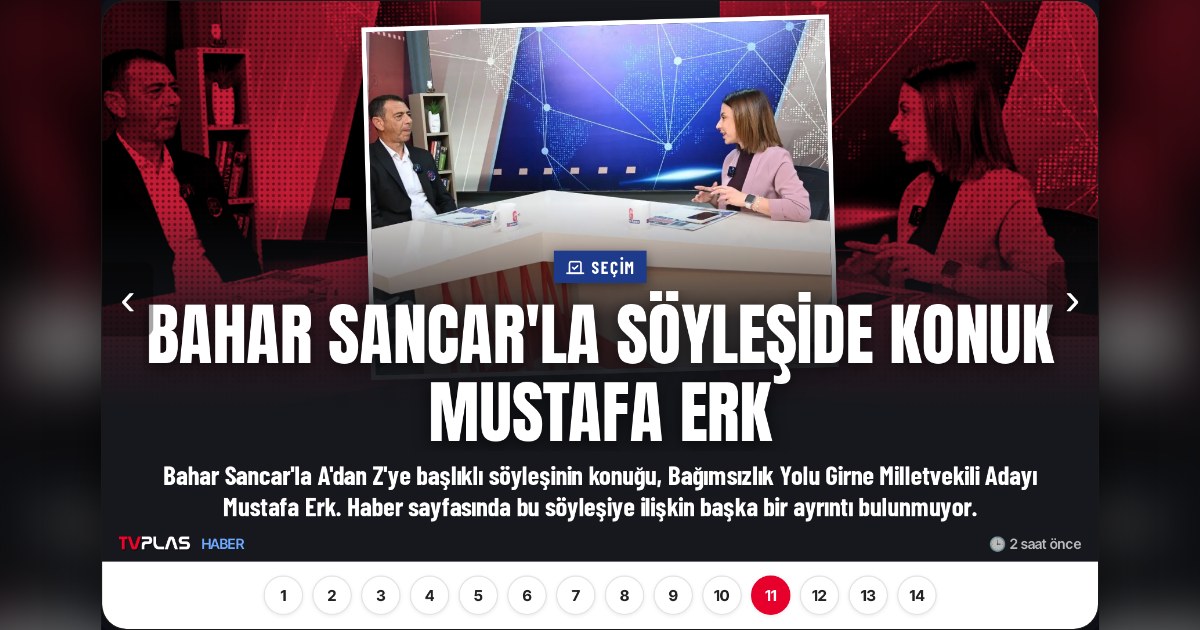 SEÇİM
BAHAR SANCAR'LA SÖYLEŞİDE KONUK
MUSTAFA ERK
Bahar Sancar'la A'dan Z'ye başlıklı söyleşinin konuğu, Bağımsızlık Yolu Girne Milletvekili Adayı
Mustafa Erk. Haber sayfasında bu söyleşiye ilişkin başka bir ayrıntı bulunmuyor.
TVPLAS HABER
2 saat önce
1 2 3 4 5 6 7 8 9 10 11 12 13 14